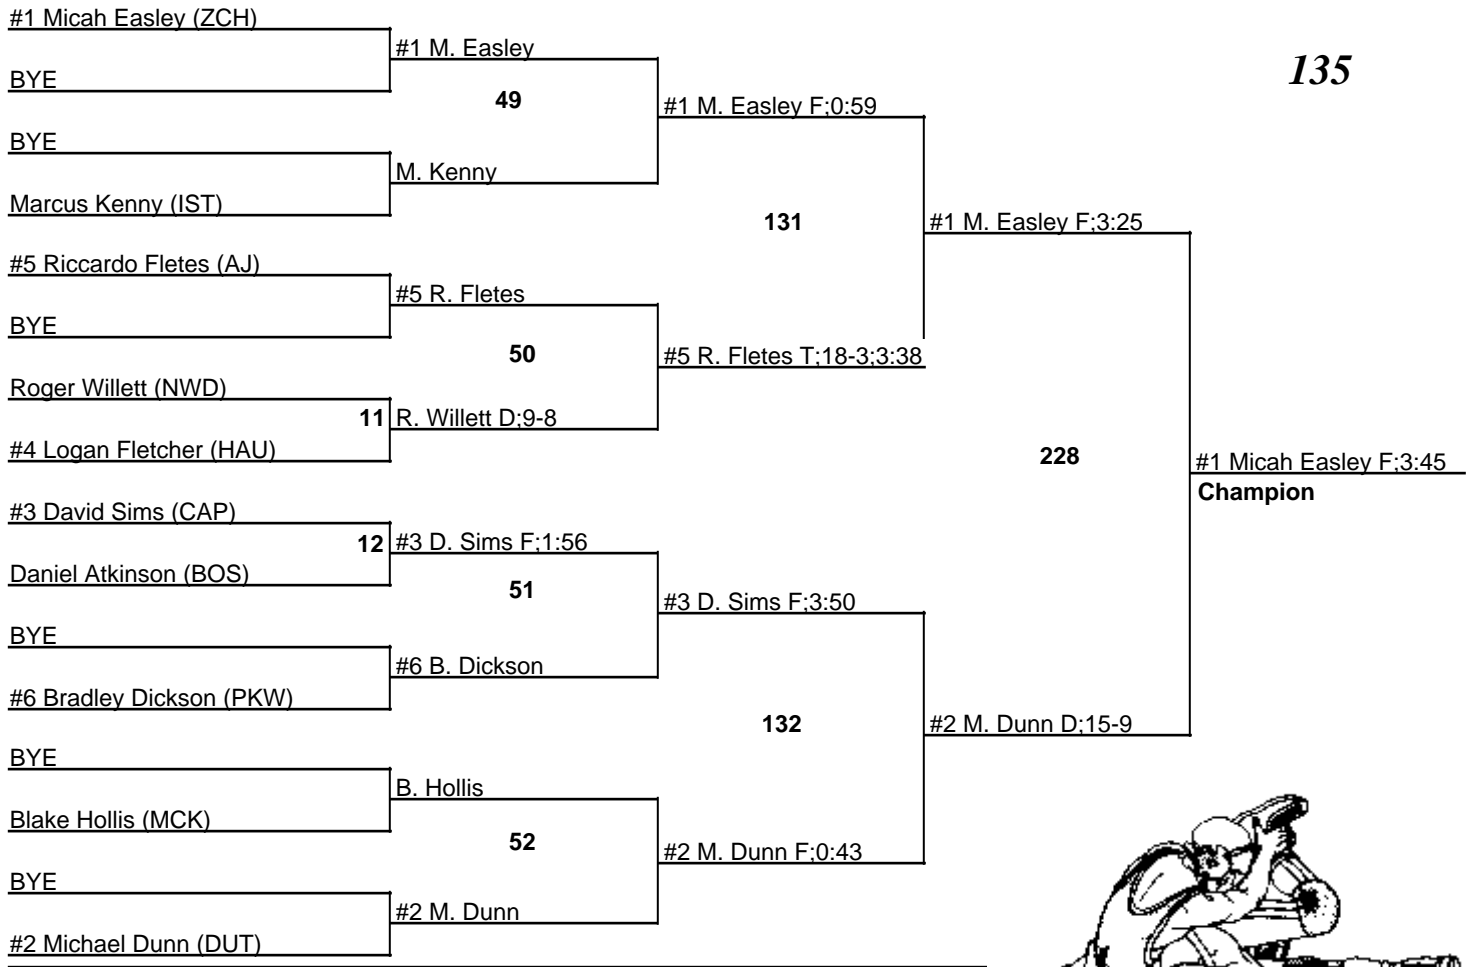 #1 Micah Easley (ZCH)
BYE
BYE
Marcus Kenny (IST)
#5 Riccardo Fletes (AJ)
BYE
Roger Willett (NWD)
#4 Logan Fletcher (HAU)
#3 David Sims (CAP)
Daniel Atkinson (BOS)
BYE
#6 Bradley Dickson (PKW)
BYE
Blake Hollis (MCK)
BYE
#2 Michael Dunn (DUT)
11
12
#1 M. Easley
49
M. Kenny
#5 R. Fletes
50
R. Willett D;9-8
#3 D. Sims F;1:56
51
#6 B. Dickson
B. Hollis
52
#2 M. Dunn
#1 M. Easley F;0:59
131
#5 R. Fletes T;18-3;3:38
#3 D. Sims F;3:50
132
#2 M. Dunn F;0:43
#1 M. Easley F;3:25
228
#2 M. Dunn D;15-9
135
#1 Micah Easley F;3:45
Champion